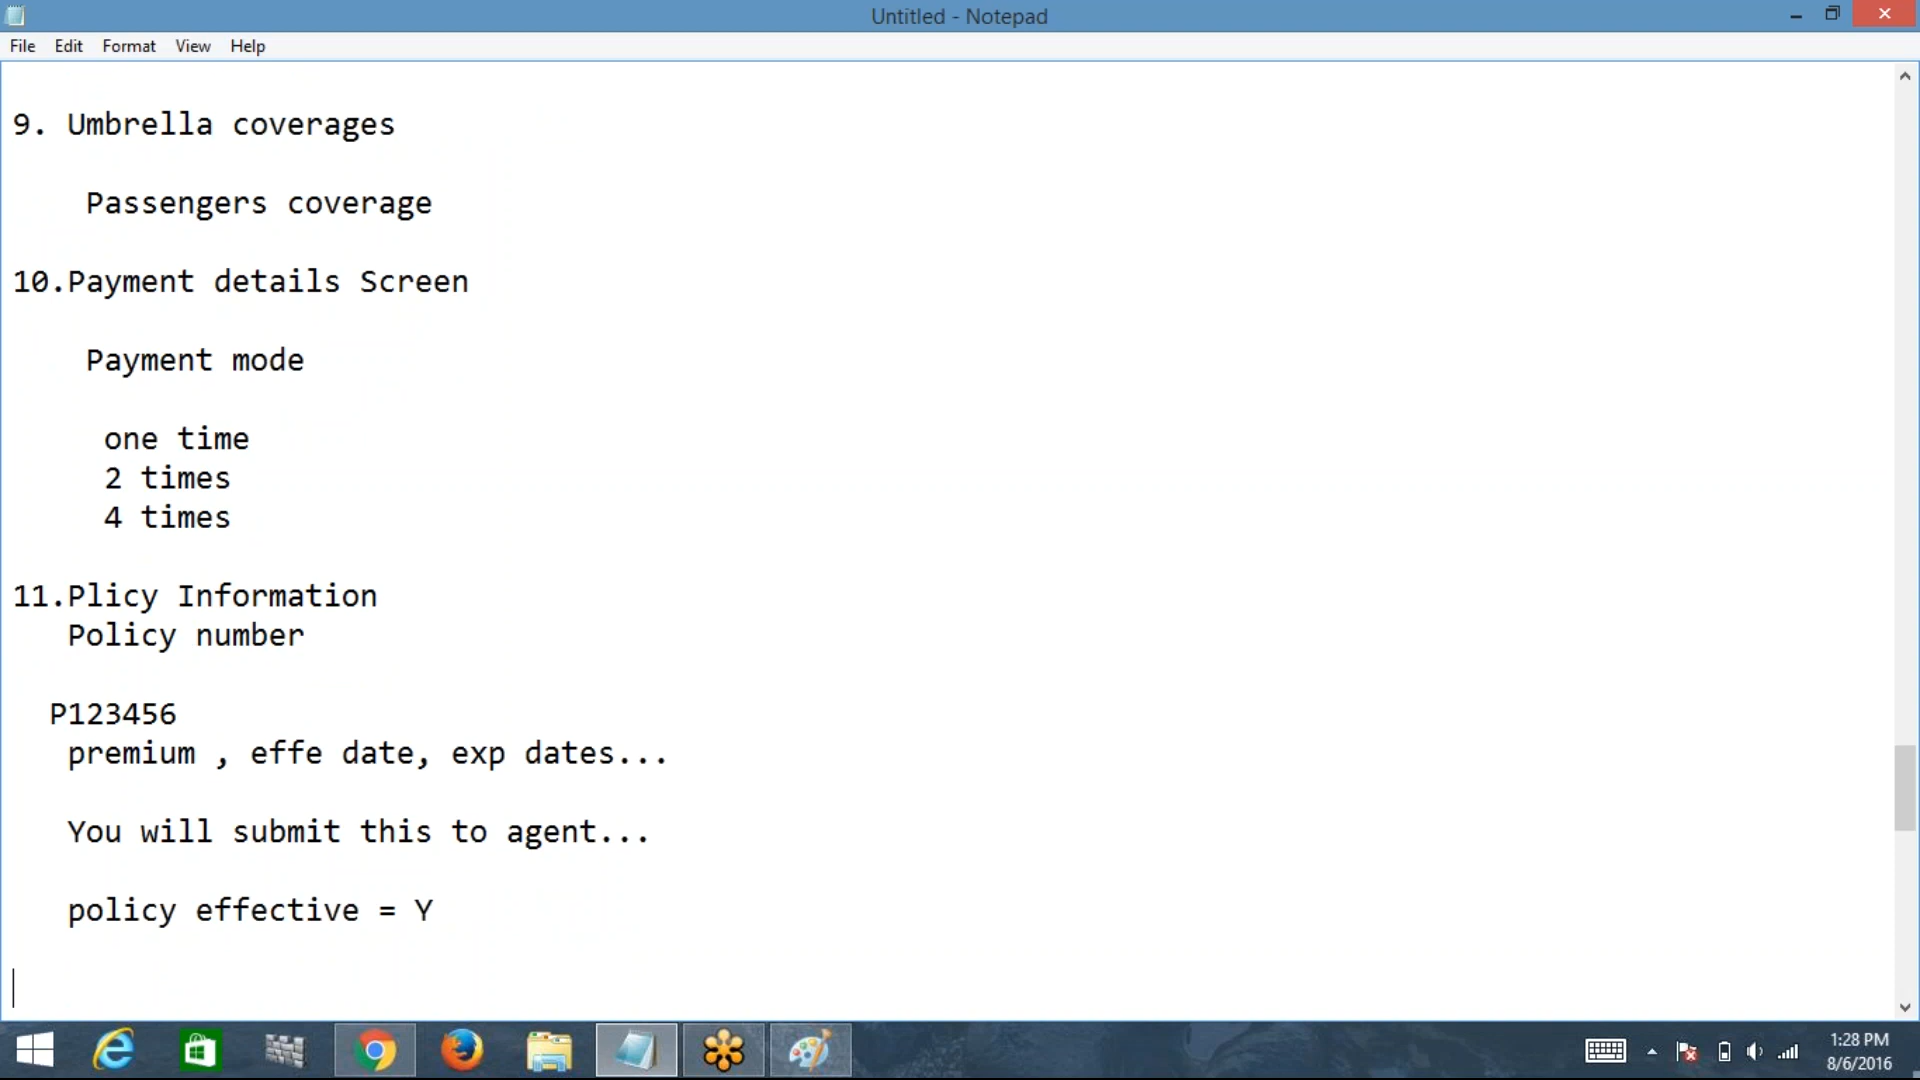 Untitled - Notepad
File Edit Format View Help
9. Umbrella coverages
Passengers coverage
10.Payment details Screen
Payment mode
one time
2 times
4 times
11.Plicy Information
Policy number
P123456
premium , effe date, exp dates...
You will submit this to agent...
policy effective = Y
1:28 PM
8/6/2016